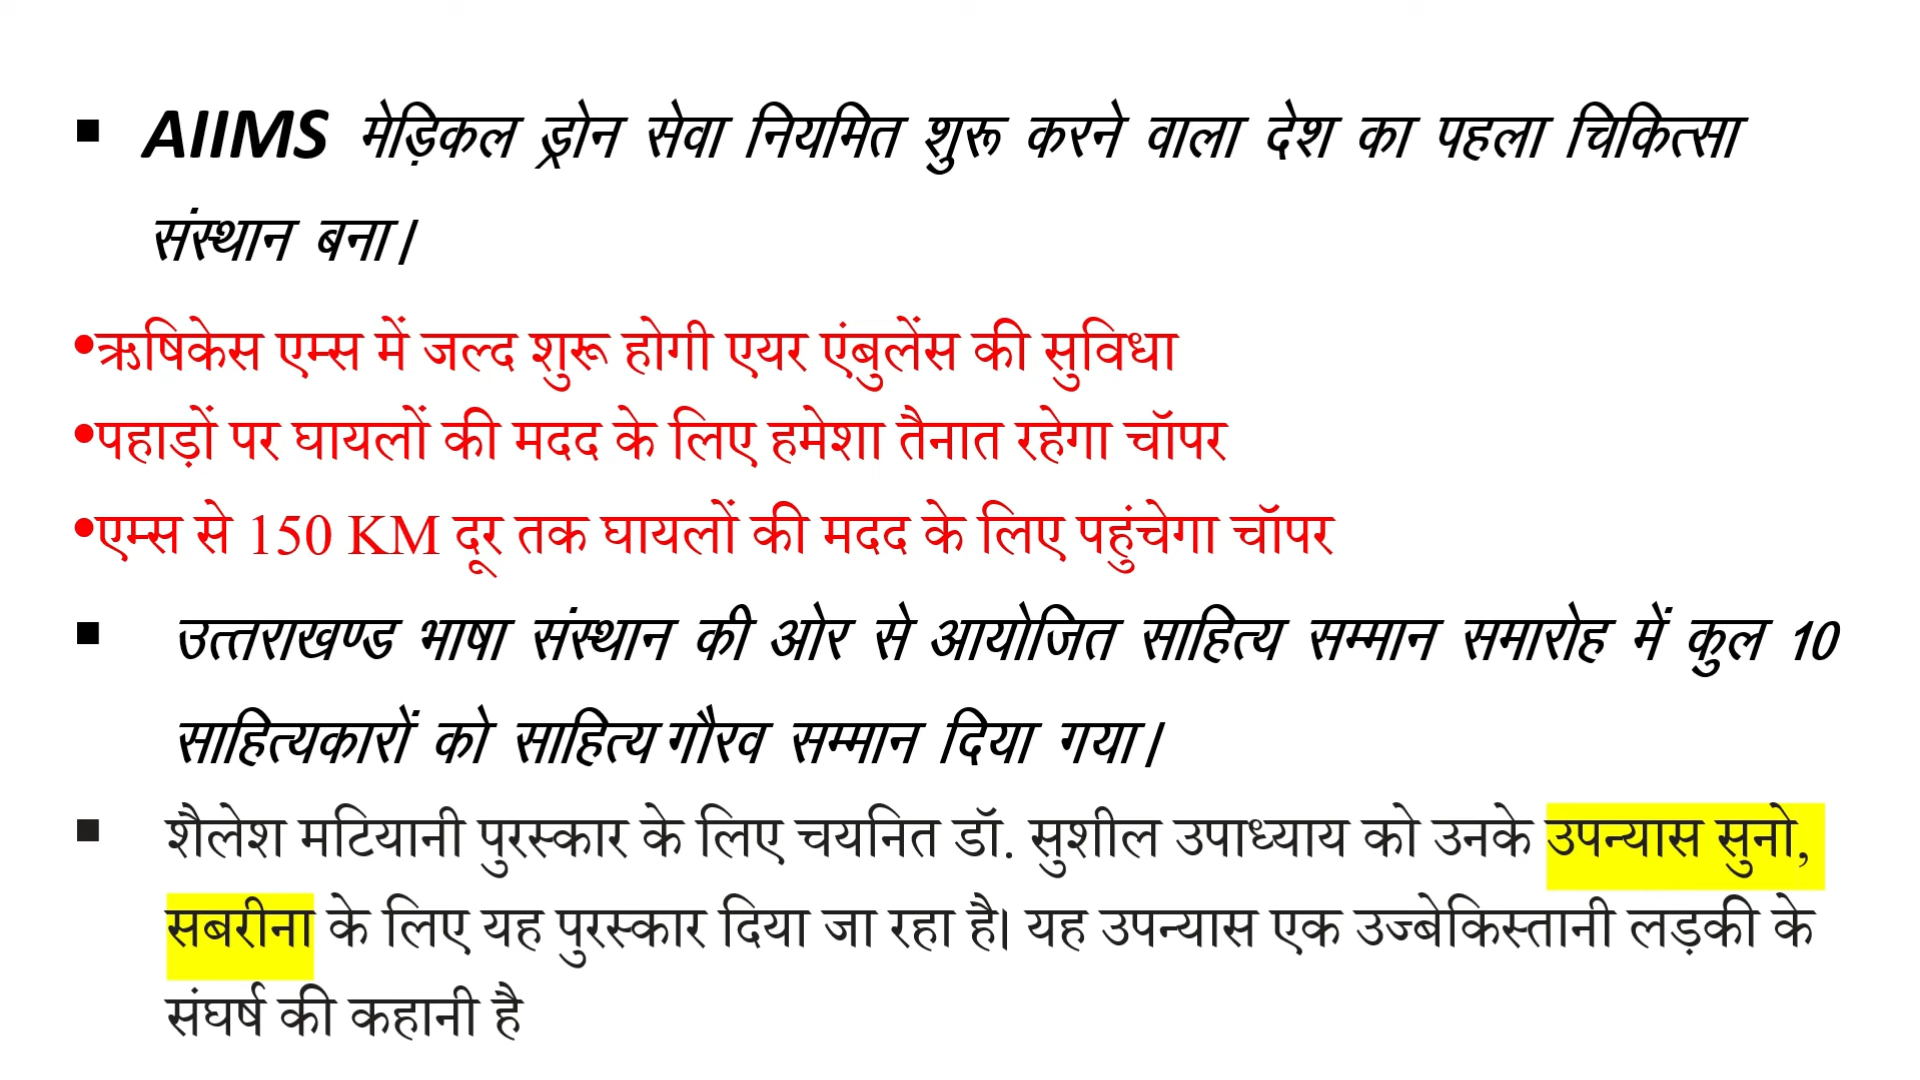 ▪ AIIMS मेड़िकल ड्रोन सेवा नियमित शुरू करने वाला देश का पहला चिकित्सा
संस्थान बना।
•ऋषिकेस एम्स में जल्द शुरू होगी एयर एंबुलेंस की सुविधा
•पहाड़ों पर घायलों की मदद के लिए हमेशा तैनात रहेगा चॉपर
•एम्स से 150 KM दूर तक घायलों की मदद के लिए पहुंचेगा चॉपर
▪ उत्तराखण्ड भाषा संस्थान की ओर से आयोजित साहित्य सम्मान समारोह में कुल 10
साहित्यकारों को साहित्य गौरव सम्मान दिया गया।
▪ शैलेश मटियानी पुरस्कार के लिए चयनित डॉ. सुशील उपाध्याय को उनके उपन्यास सुनो,
सबरीना के लिए यह पुरस्कार दिया जा रहा है। यह उपन्यास एक उज्बेकिस्तानी लड़की के
संघर्ष की कहानी है